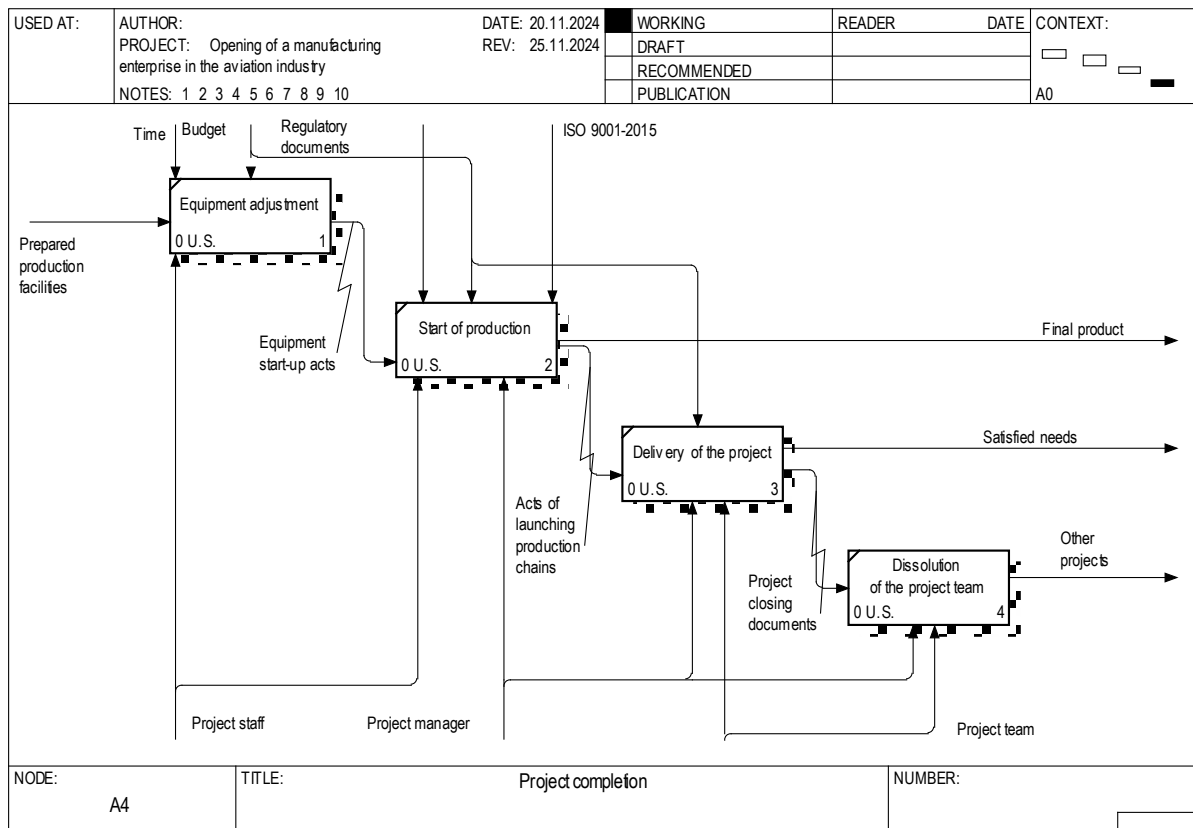 USED AT:
AUTHOR:
DATE: 20.11.2024
PROJECT: Opening of a manufacturing
enterprise in the aviation industry
REV: 25.11.2024
NOTES: 1 2 3 4 5 6 7 8 9 10
WORKING
DRAFT
RECOMMENDED
PUBLICATION
READER
DATE
CONTEXT:
A0
Time
Budget
Regulatory
documents
ISO 9001-2015
Equipment adjustment
0 U.S.
1
Prepared
production
facilities
Equipment
start-up acts
Start of production
0 U.S.
2
Final product
Acts of
launching
production
chains
Delivery of the project
0 U.S.
3
Satisfied needs
Project
closing
documents
Dissolution
of the project team
0 U.S.
4
Other
projects
Project staff
Project manager
Project team
NODE:
A4
TITLE:
Project completion
NUMBER: